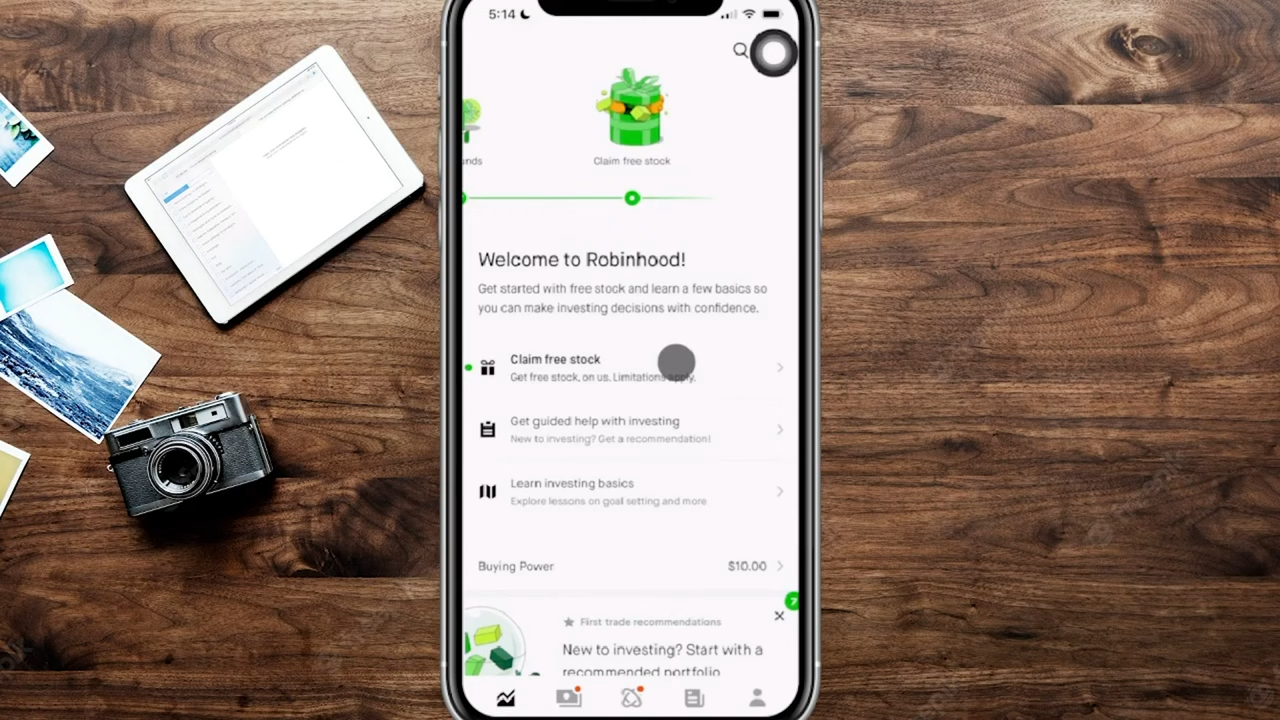 5:14
unds
Claim free stock
Welcome to Robinhood!
Get started with free stock and learn a few basics so
you can make investing decisions with confidence.
Claim free stock
Get free stock, on us. Limitations apply.
Get guided help with investing
New to investing? Get a recommendation!
Learn investing basics
Explore lessons on goal setting and more
Buying Power
$10.00
7
First trade recommendations
New to investing? Start with a
recommended portfolio